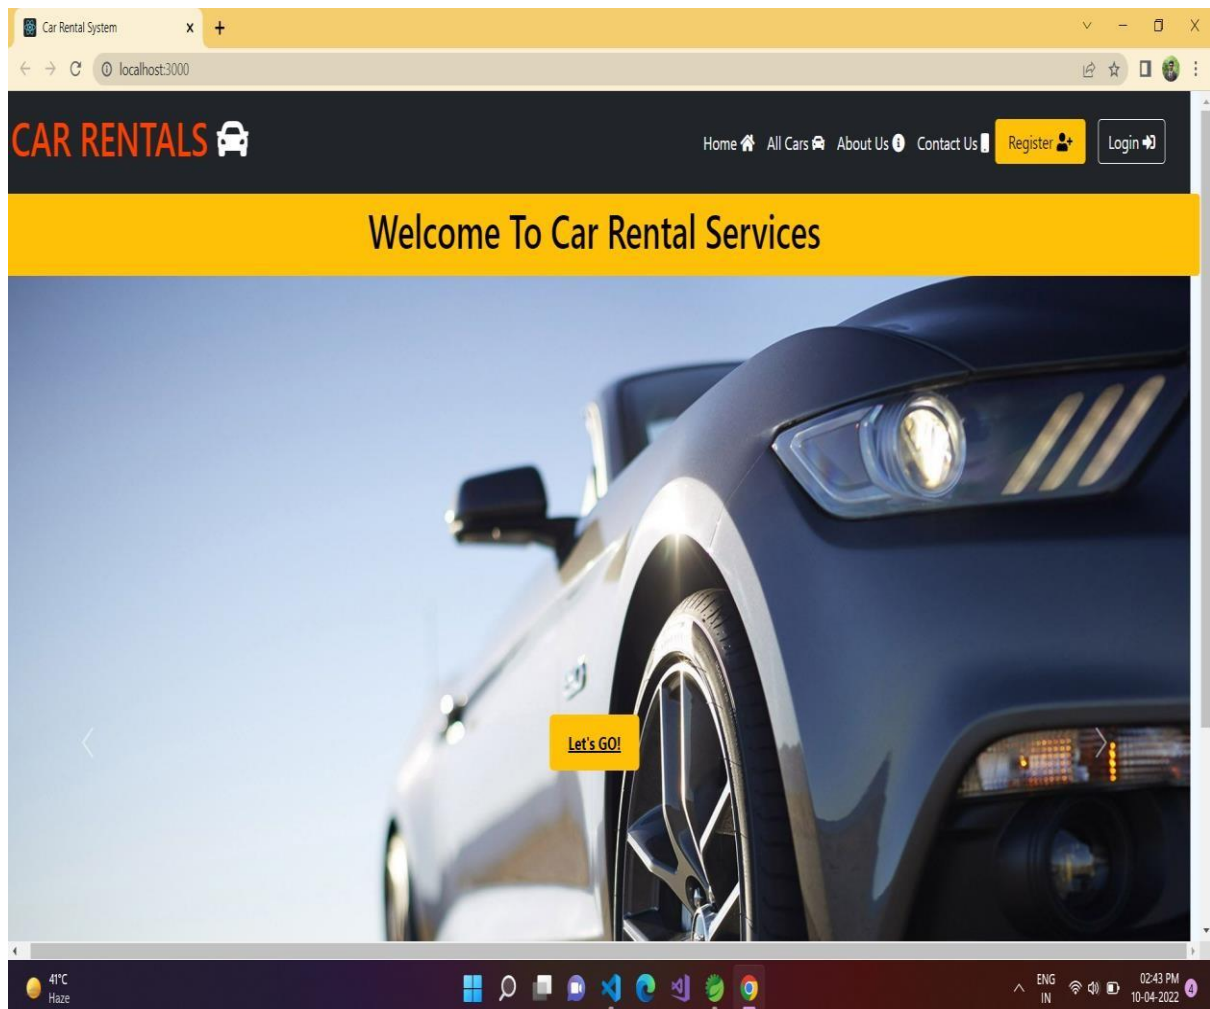 Car Rental System
localhost:3000
CAR RENTALS
Home All Cars About Us Contact Us Register Login
Welcome To Car Rental Services
Let's GO!
41°C
Haze
ENG
IN
02:43 PM
10-04-2022
4